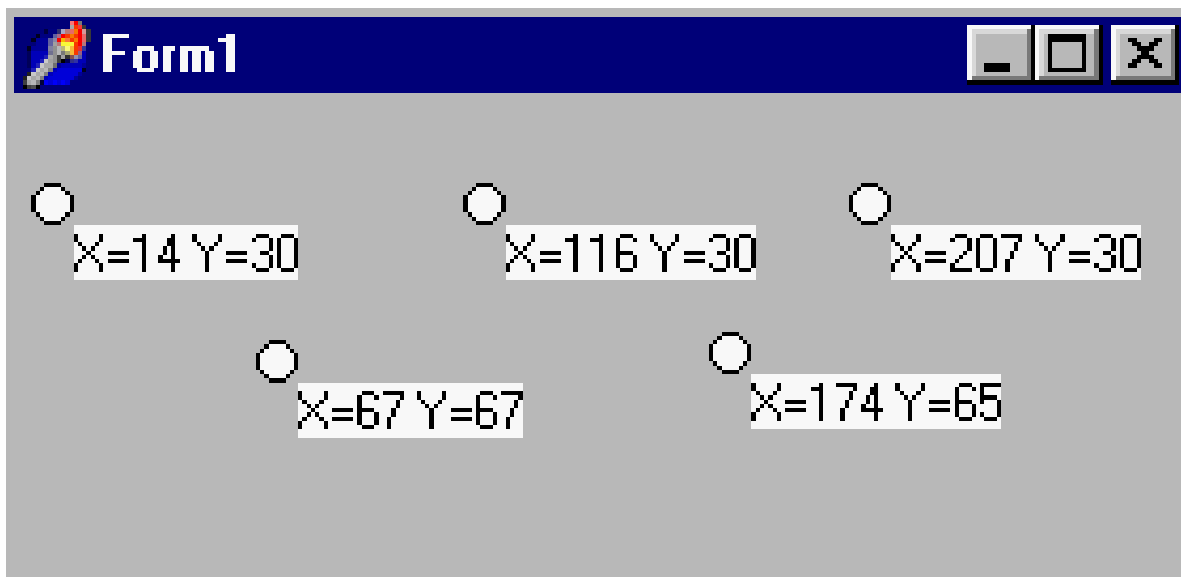 Form1
X=14 Y=30
X=116 Y=30
X=207 Y=30
X=67 Y=67
X=174 Y=65